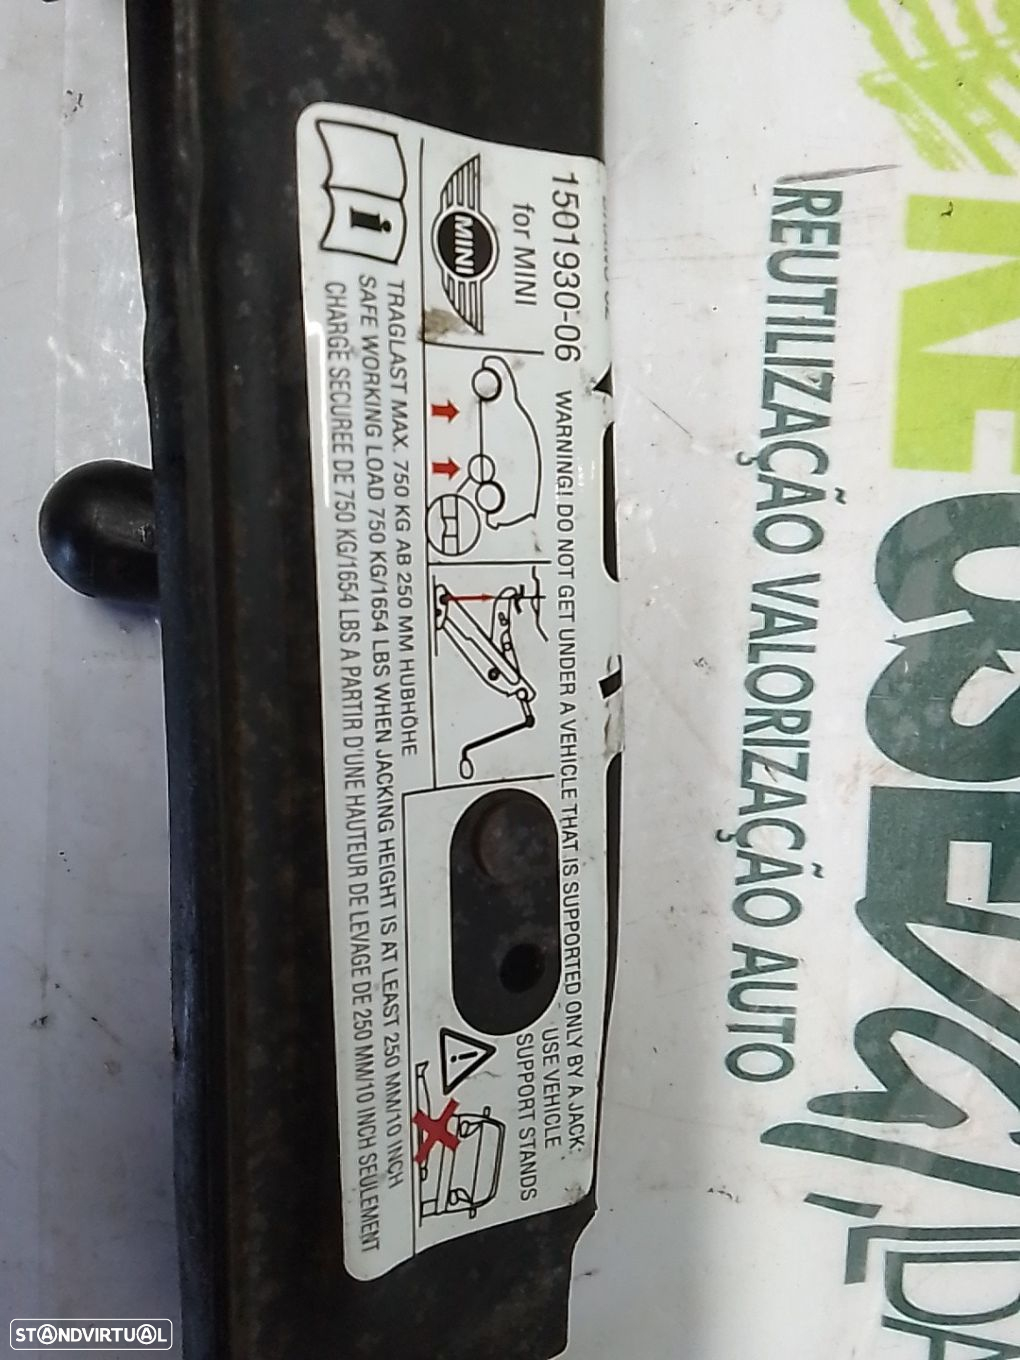 1501930-06
for MINI
MINI
WARNING! DO NOT GET UNDER A VEHICLE THAT IS SUPPORTED ONLY BY A JACK:
USE VEHICLE
SUPPORT STANDS
TRAGLAST MAX. 750 KG AB 250 MM HUBHÖHE
SAFE WORKING LOAD 750 KG/1654 LBS WHEN JACKING HEIGHT IS AT LEAST 250 MM/10 INCH
CHARGE SECUREE DE 750 KG/1654 LBS A PARTIR D'UNE HAUTEUR DE LEVAGE DE 250 MM/10 INCH SEULEMENT
REUTILIZAÇÃO VALORIZAÇÃO AUTO
STANDVIRTUAL